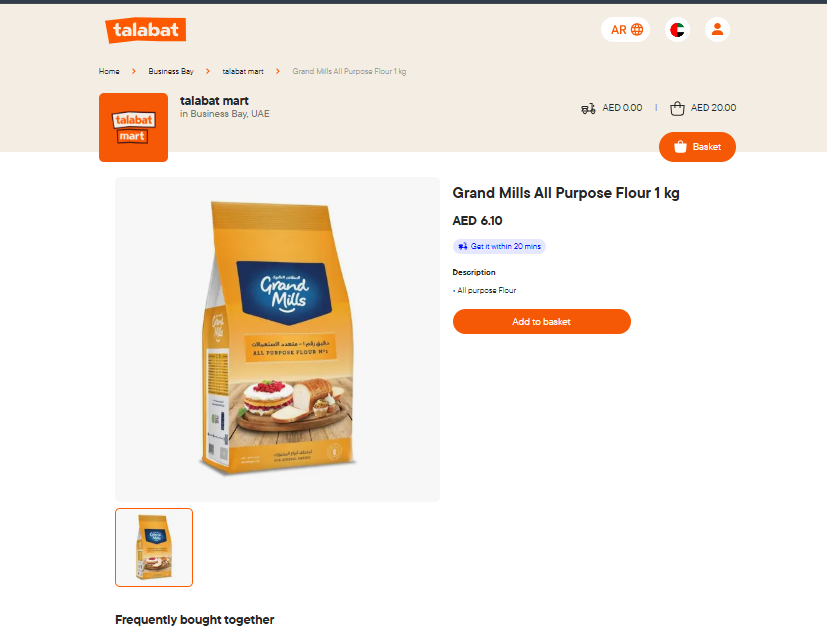 talabat
AR
Home
Business Bay
talabat mart
Grand Mills All Purpose Flour 1 kg
talabat
mart
talabat mart
in Business Bay, UAE
AED 0.00
AED 20.00
Basket
Grand
Mills
دقيق رقم ١ - متعدد الاستعمالات
ALL PURPOSE FLOUR Nº1
Grand Mills All Purpose Flour 1 kg
AED 6.10
Get it within 20 mins
Description
• All purpose Flour
Add to basket
Grand
Mills
Frequently bought together